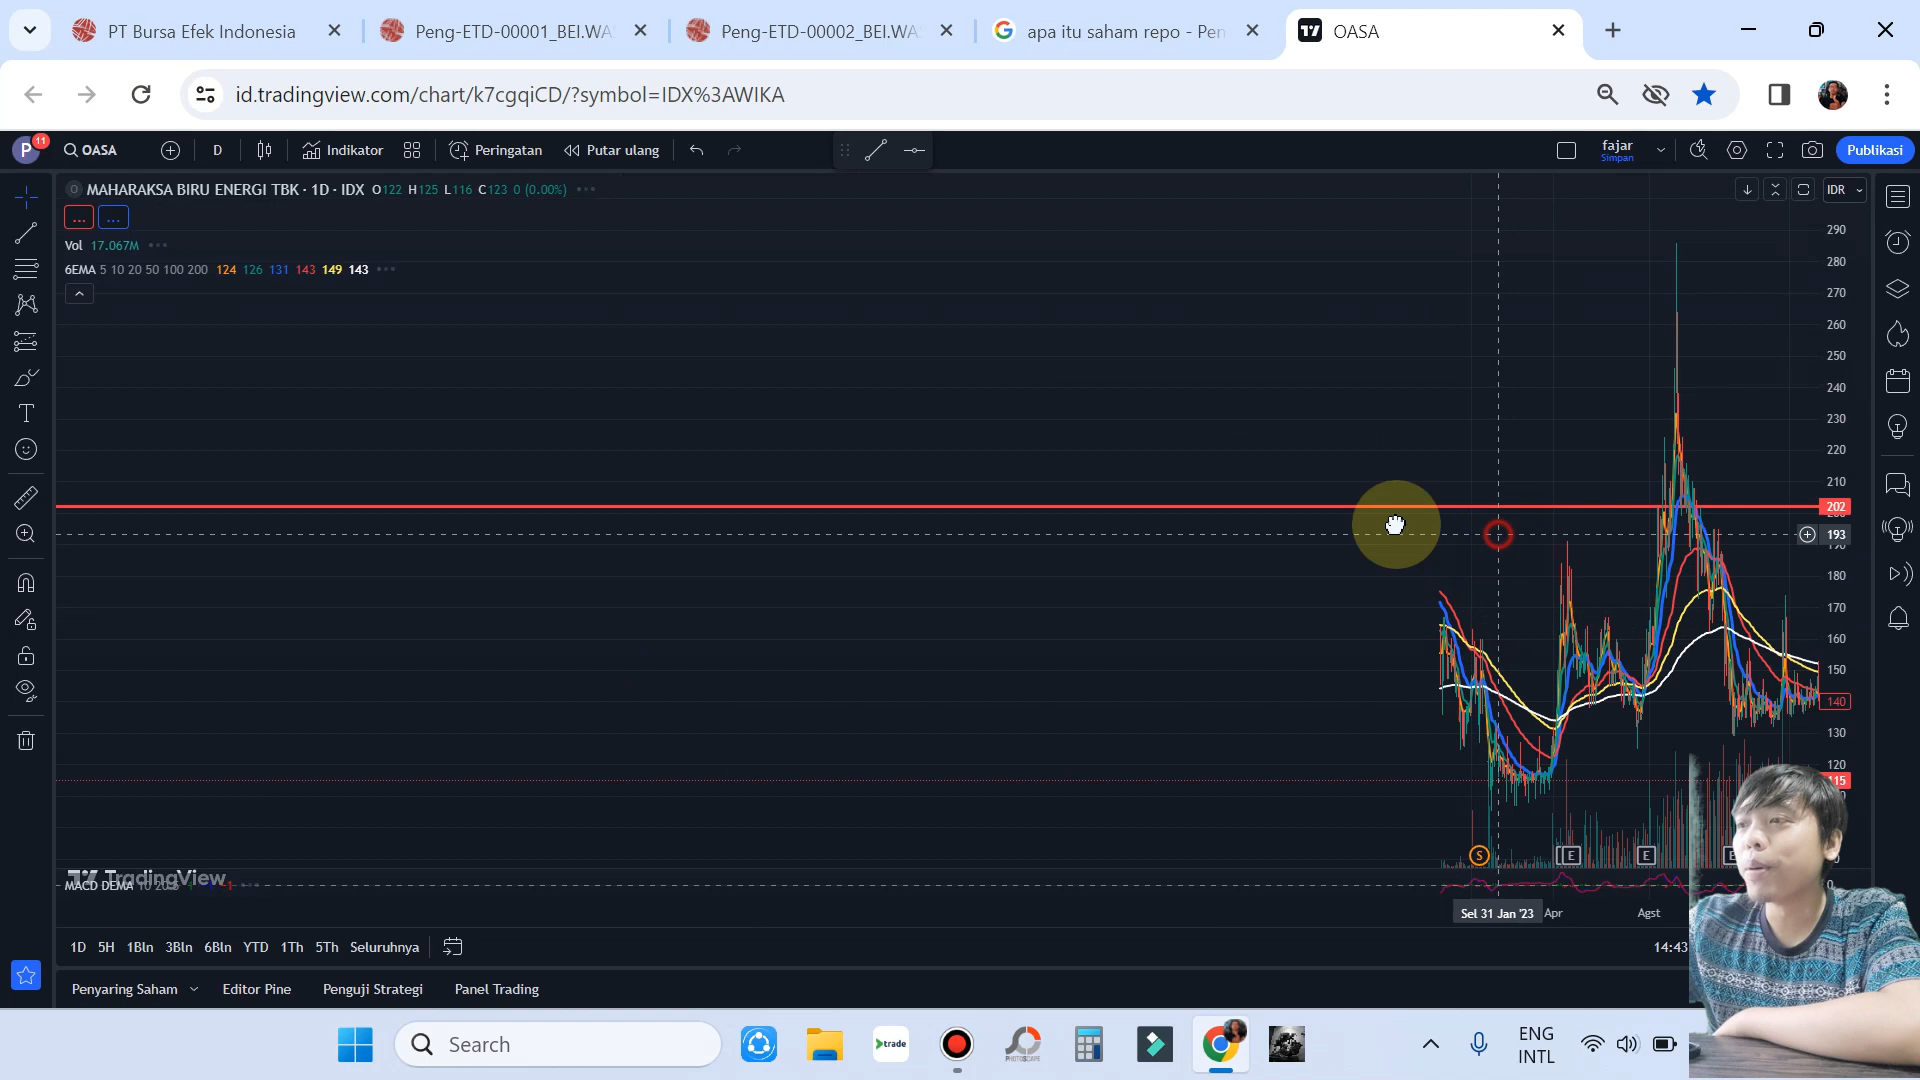 PT Bursa Efek Indonesia
Peng-ETD-00001_BEI.WA
Peng-ETD-00002_BEI.WA
apa itu saham repo - Pen
OASA
id.tradingview.com/chart/k7cgqiCD/?symbol=IDX%3AWIKA
P 11
OASA
D
Indikator
Peringatan
Putar ulang
fajar
Simpan
Publikasi
MAHARAKSA BIRU ENERGI TBK · 1D · IDX O122 H125 L116 C123 0 (0.00%)
IDR
Vol 17.067M
6EMA 5 10 20 50 100 200 124 126 131 143 149 143
290
280
270
260
250
240
230
220
210
202
193
180
170
160
150
140
130
120
115
S
E
E
E
TradingView
MACD DEMA
Sel 31 Jan '23
Apr
Agst
1D 5H 1Bln 3Bln 6Bln YTD 1Th 5Th Seluruhnya
14:43
Penyaring Saham
Editor Pine
Penguji Strategi
Panel Trading
Search
trade
PHOTOSCAPE
ENG
INTL